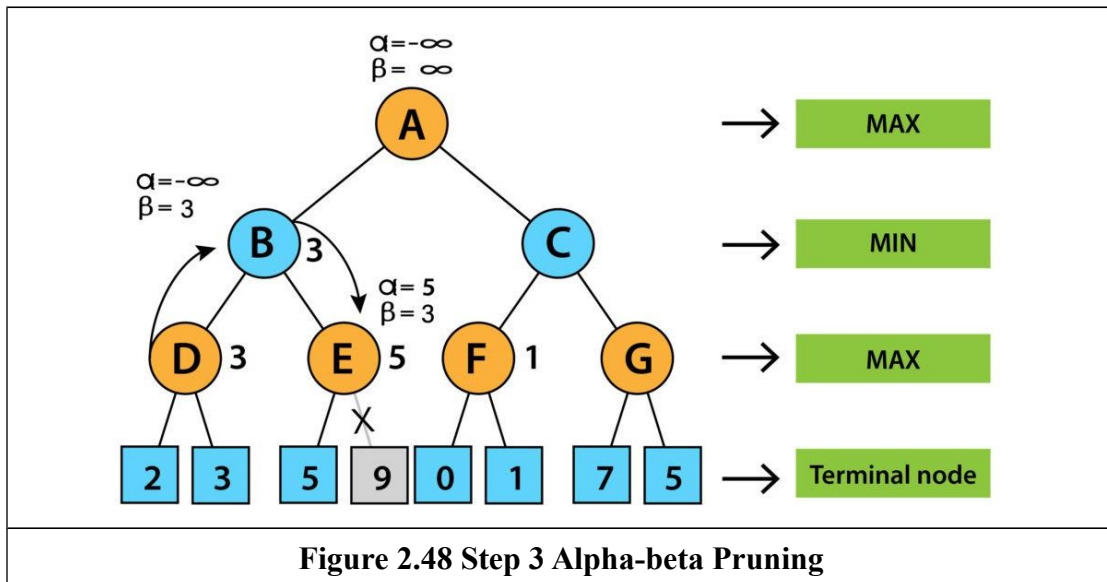 α=-∞
β= ∞
A
MAX
α=-∞
β= 3
B
3
C
MIN
α= 5
β= 3
D
3
E
5
F
1
G
MAX
X
2
3
5
9
0
1
7
5
Terminal node
Figure 2.48 Step 3 Alpha-beta Pruning